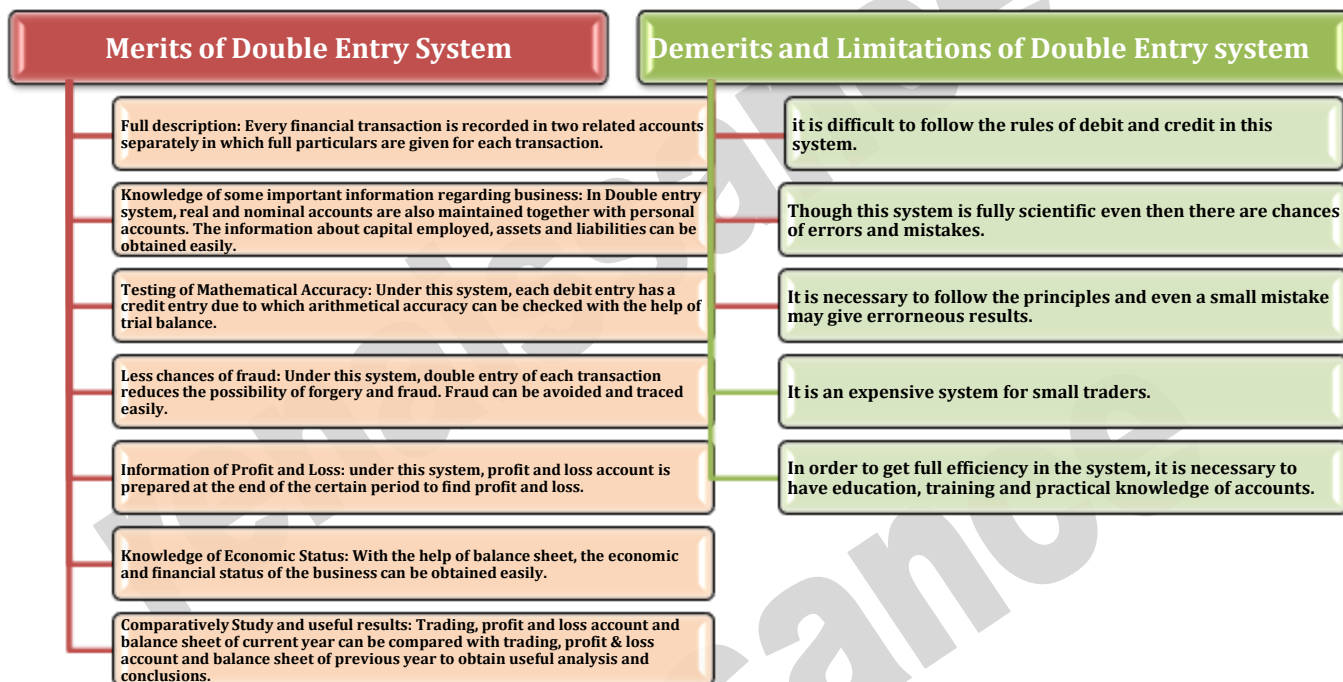 Merits of Double Entry System
Full description: Every financial transaction is recorded in two related accounts
separately in which full particulars are given for each transaction.
Knowledge of some important information regarding business: In Double entry
system, real and nominal accounts are also maintained together with personal
accounts. The information about capital employed, assets and liabilities can be
obtained easily.
Testing of Mathematical Accuracy: Under this system, each debit entry has a
credit entry due to which arithmetical accuracy can be checked with the help of
trial balance.
Less chances of fraud: Under this system, double entry of each transaction
reduces the possibility of forgery and fraud. Fraud can be avoided and traced
easily.
Information of Profit and Loss: under this system, profit and loss account is
prepared at the end of the certain period to find profit and loss.
Knowledge of Economic Status: With the help of balance sheet, the economic
and financial status of the business can be obtained easily.
Comparatively Study and useful results: Trading, profit and loss account and
balance sheet of current year can be compared with trading, profit & loss
account and balance sheet of previous year to obtain useful analysis and
conclusions.
Demerits and Limitations of Double Entry system
it is difficult to follow the rules of debit and credit in this
system.
Though this system is fully scientific even then there are chances
of errors and mistakes.
It is necessary to follow the principles and even a small mistake
may give errorneous results.
It is an expensive system for small traders.
In order to get full efficiency in the system, it is necessary to
have education, training and practical knowledge of accounts.
renaissance